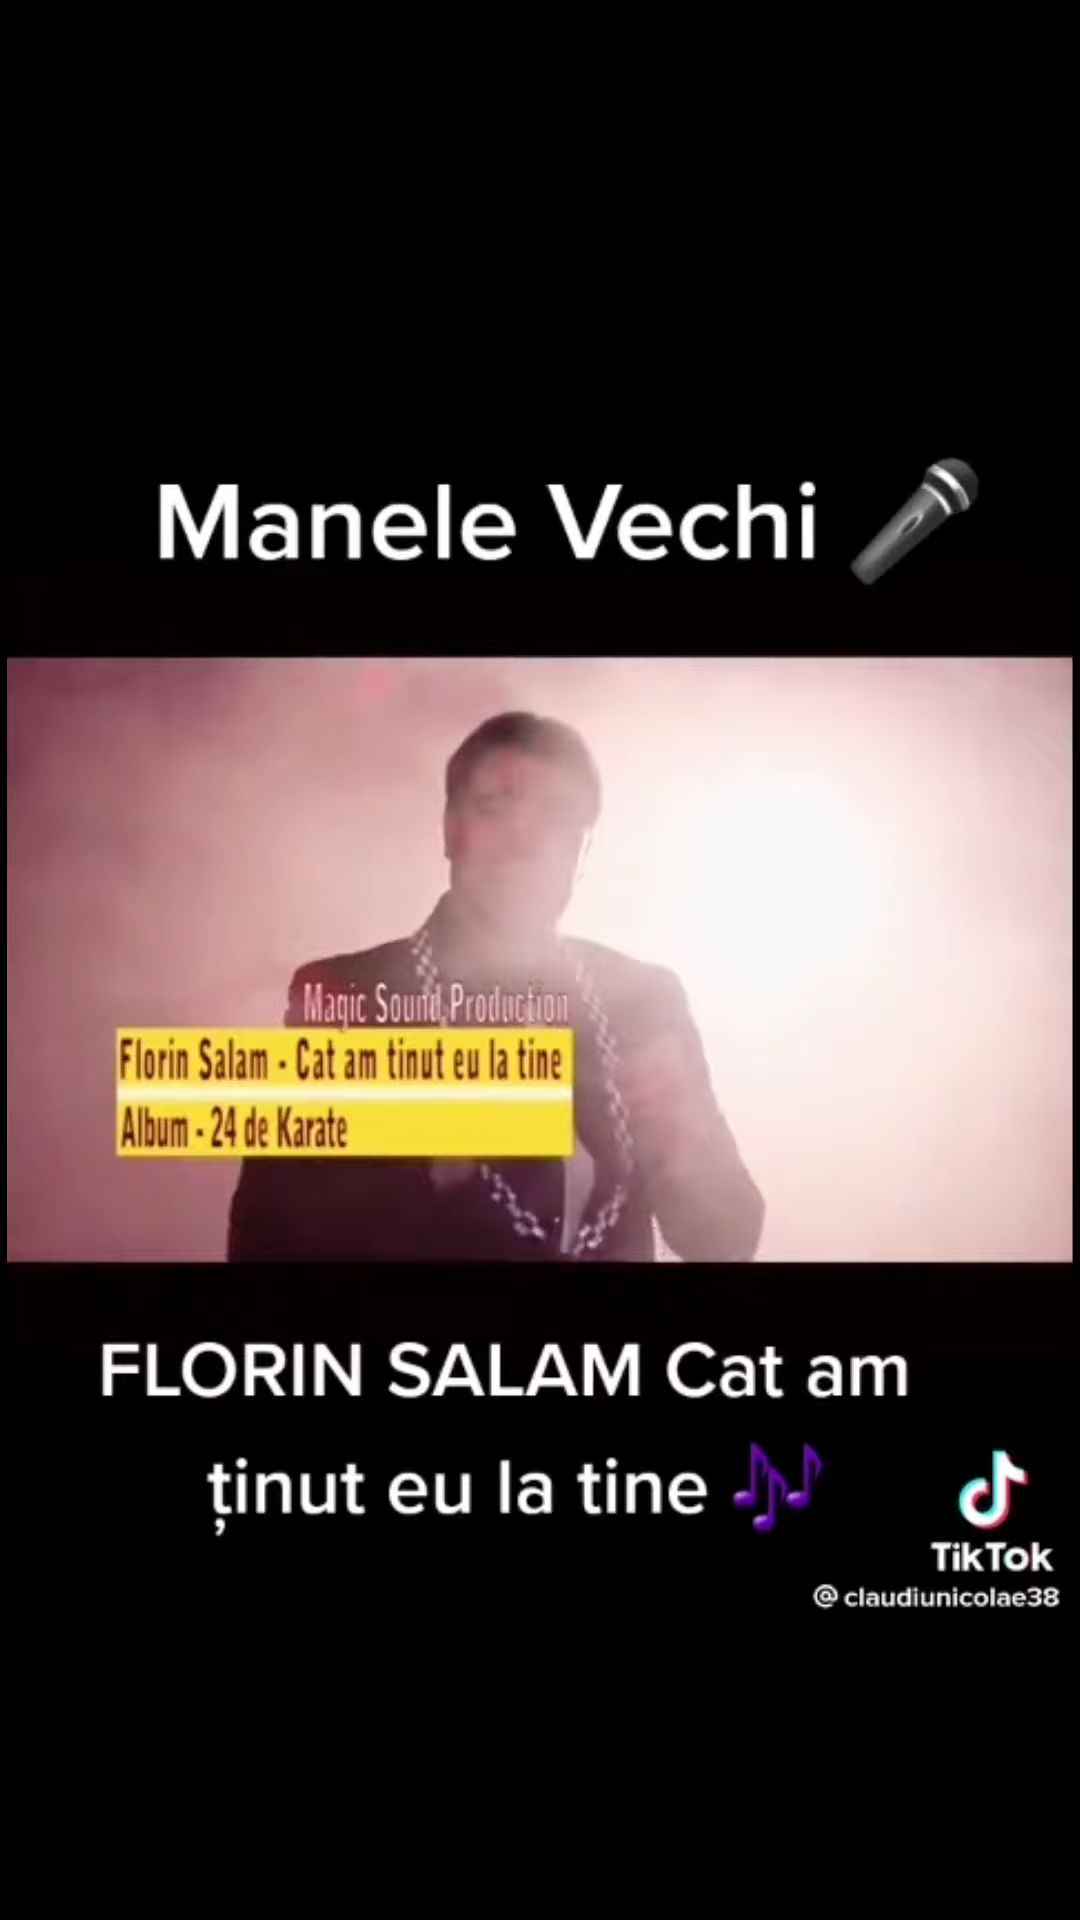 Manele Vechi 🎤
Magic Sound Production
Florin Salam - Cat am tinut eu la tine
Album - 24 de Karate
FLORIN SALAM Cat am
ținut eu la tine 🎶
TikTok
@claudiunicolae38